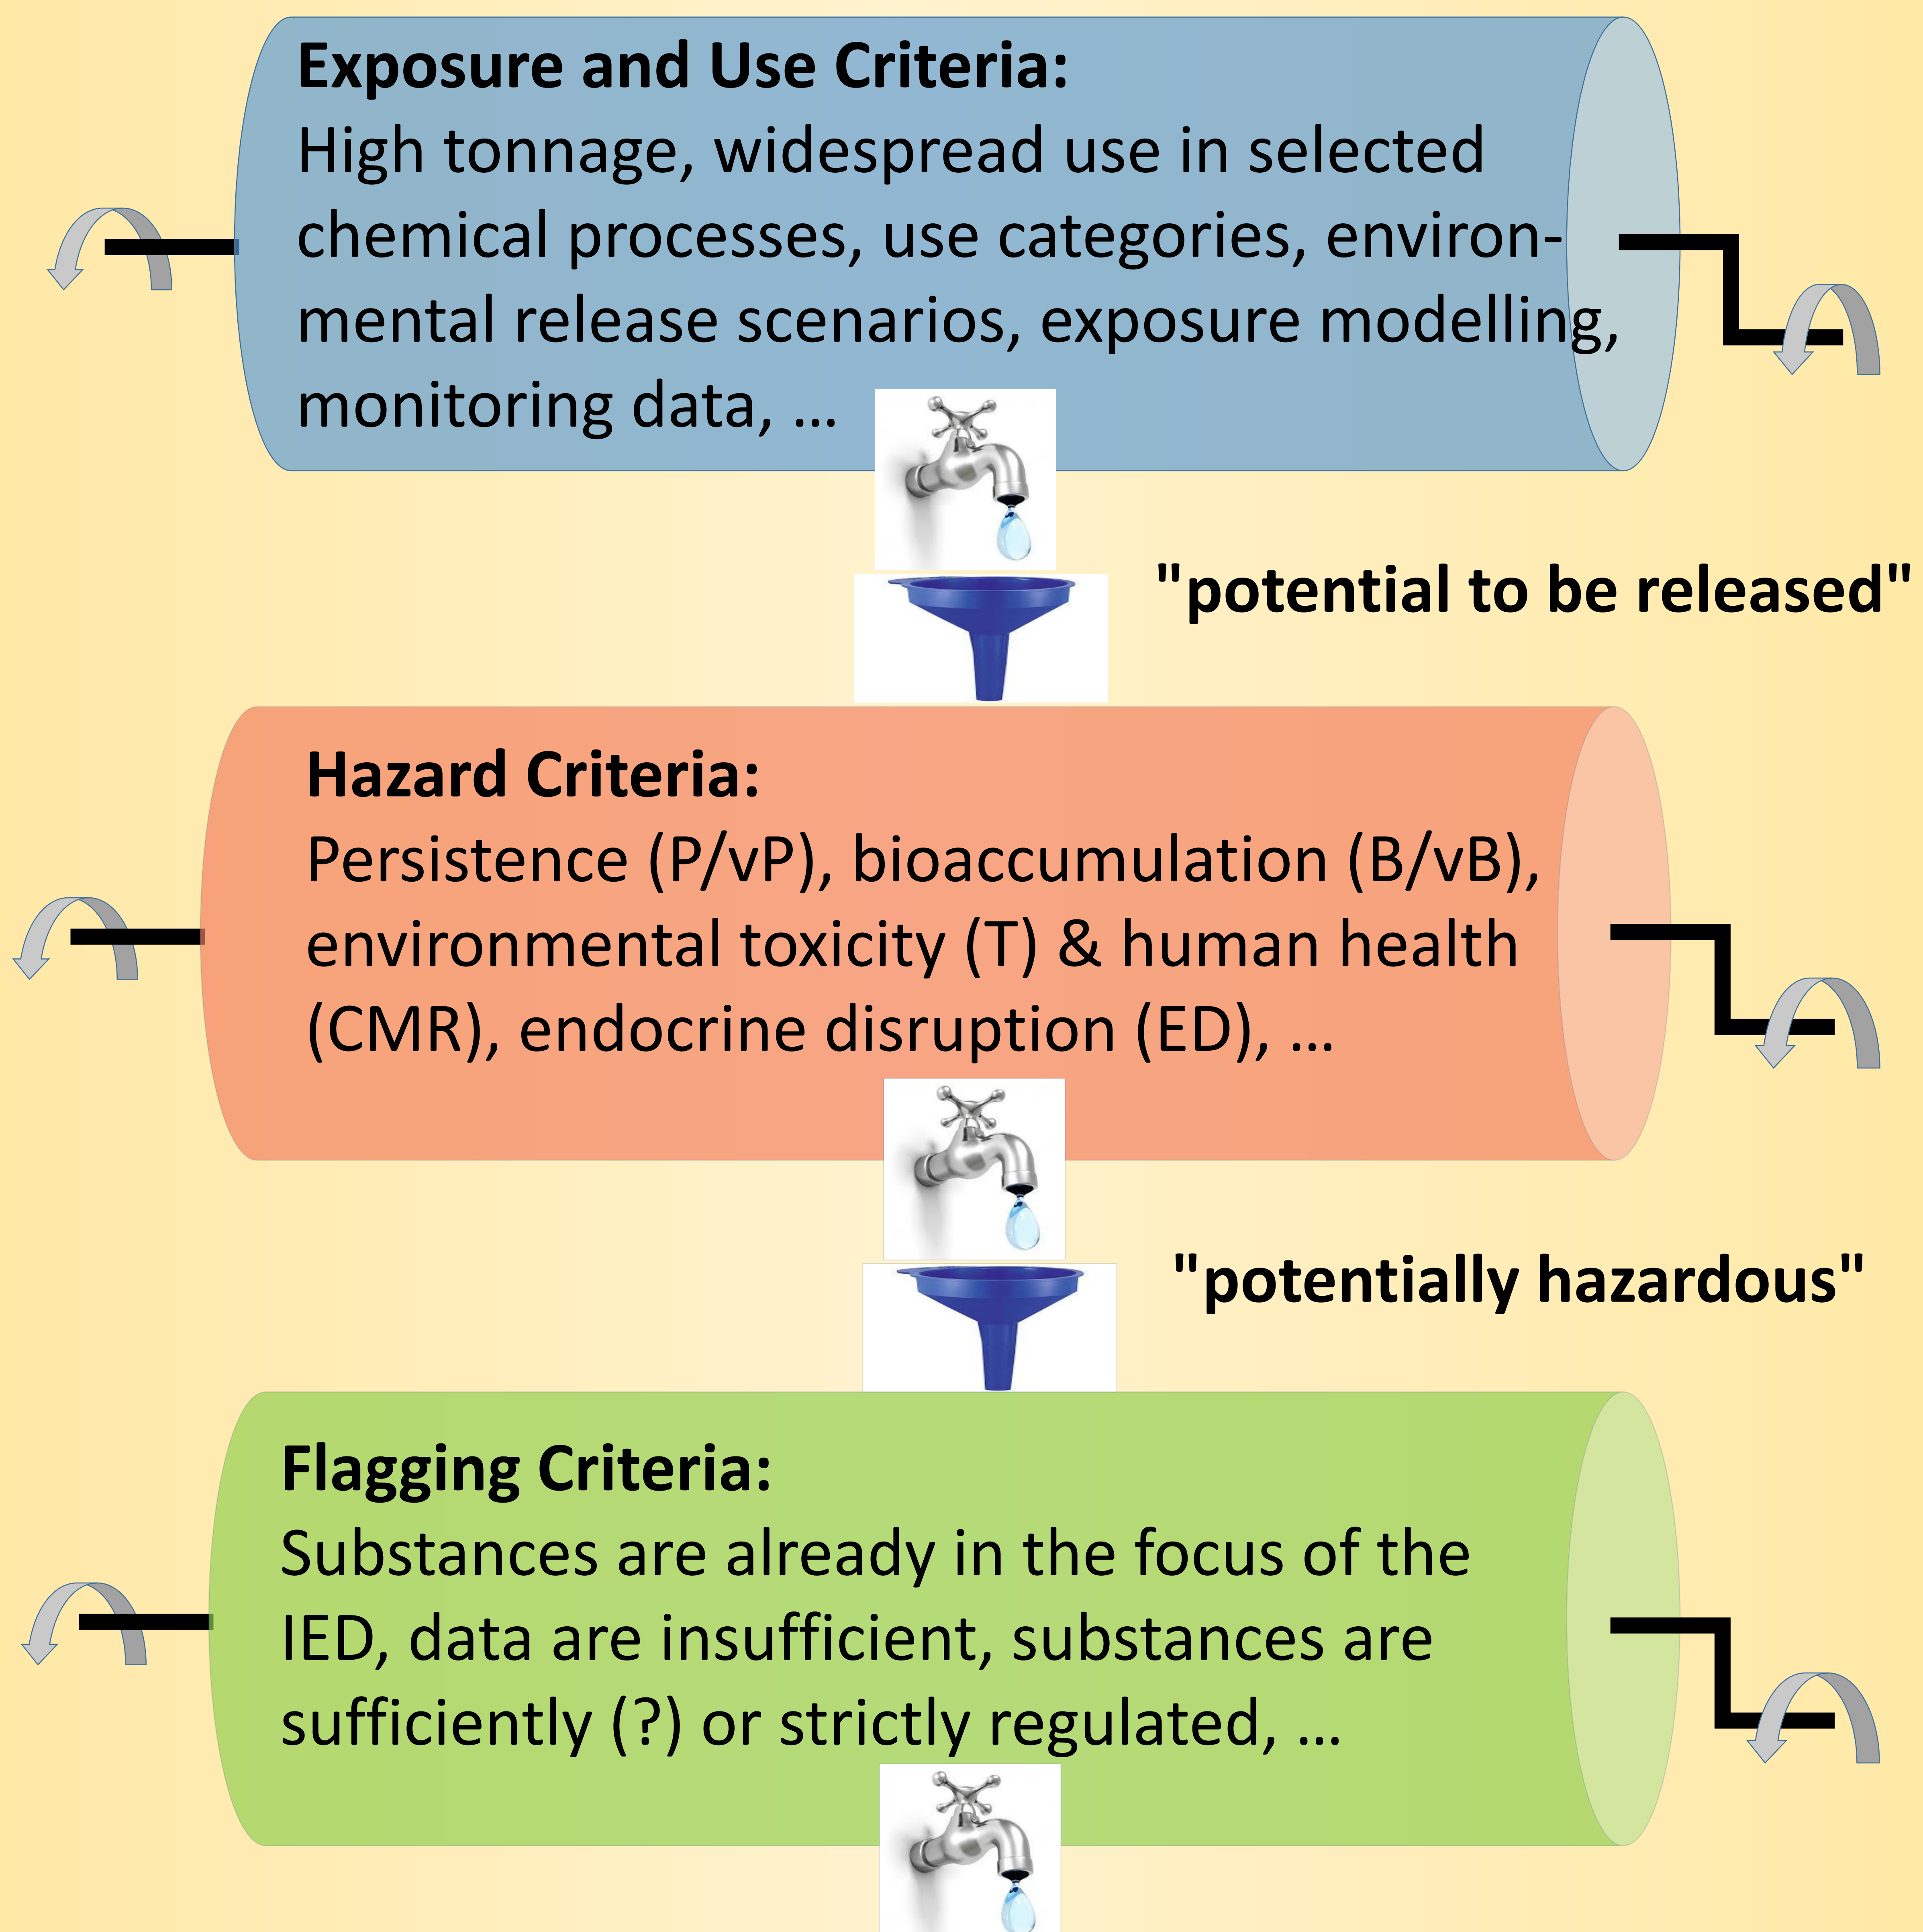 Exposure and Use Criteria:
High tonnage, widespread use in selected
chemical processes, use categories, environ-
mental release scenarios, exposure modelling,
monitoring data, ...
"potential to be released"
Hazard Criteria:
Persistence (P/vP), bioaccumulation (B/vB),
environmental toxicity (T) & human health
(CMR), endocrine disruption (ED), ...
"potentially hazardous"
Flagging Criteria:
Substances are already in the focus of the
IED, data are insufficient, substances are
sufficiently (?) or strictly regulated, ...